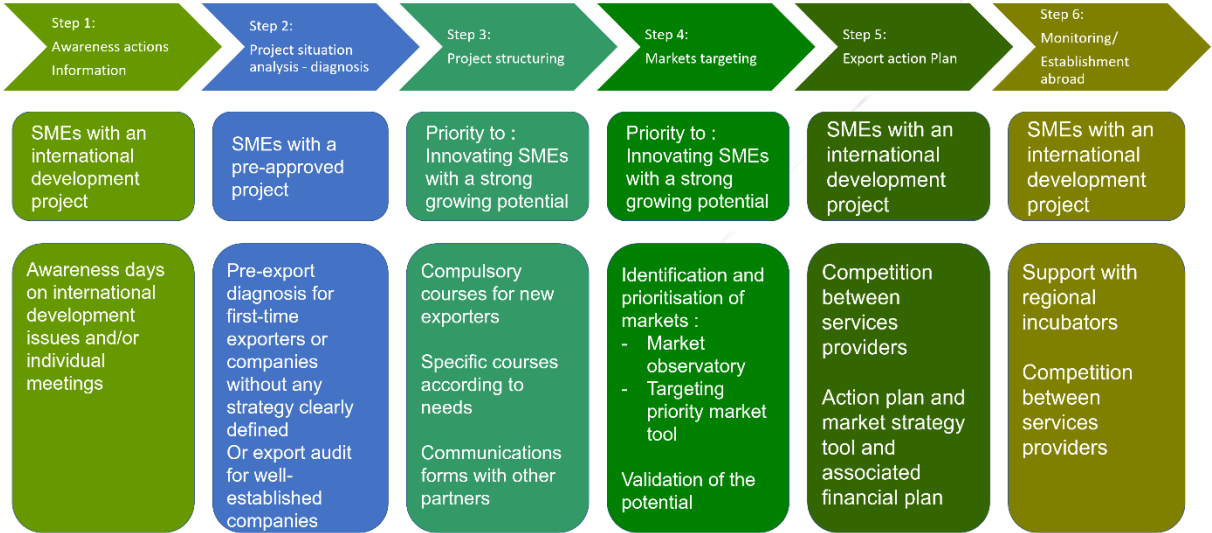 Step 1:
Awareness actions
Information
Step 2:
Project situation
analysis - diagnosis
Step 3:
Project structuring
Step 4:
Markets targeting
Step 5:
Export action Plan
Step 6:
Monitoring/
Establishment
abroad
SMEs with an
international
development
project
SMEs with a
pre-approved
project
Priority to :
Innovating SMEs
with a strong
growing potential
Priority to :
Innovating SMEs
with a strong
growing potential
SMEs with an
international
development
project
SMEs with an
international
development
project
Awareness days
on international
development
issues and/or
individual
meetings
Pre-export
diagnosis for
first-time
exporters or
companies
without any
strategy clearly
defined
Or export audit
for well-
established
companies
Compulsory
courses for new
exporters
Specific courses
according to
needs
Communications
forms with other
partners
Identification and
prioritisation of
markets :
- Market
observatory
- Targeting
priority market
tool
Validation of the
potential
Competition
between
services
providers
Action plan and
market strategy
tool and
associated
financial plan
Support with
regional
incubators
Competition
between
services
providers